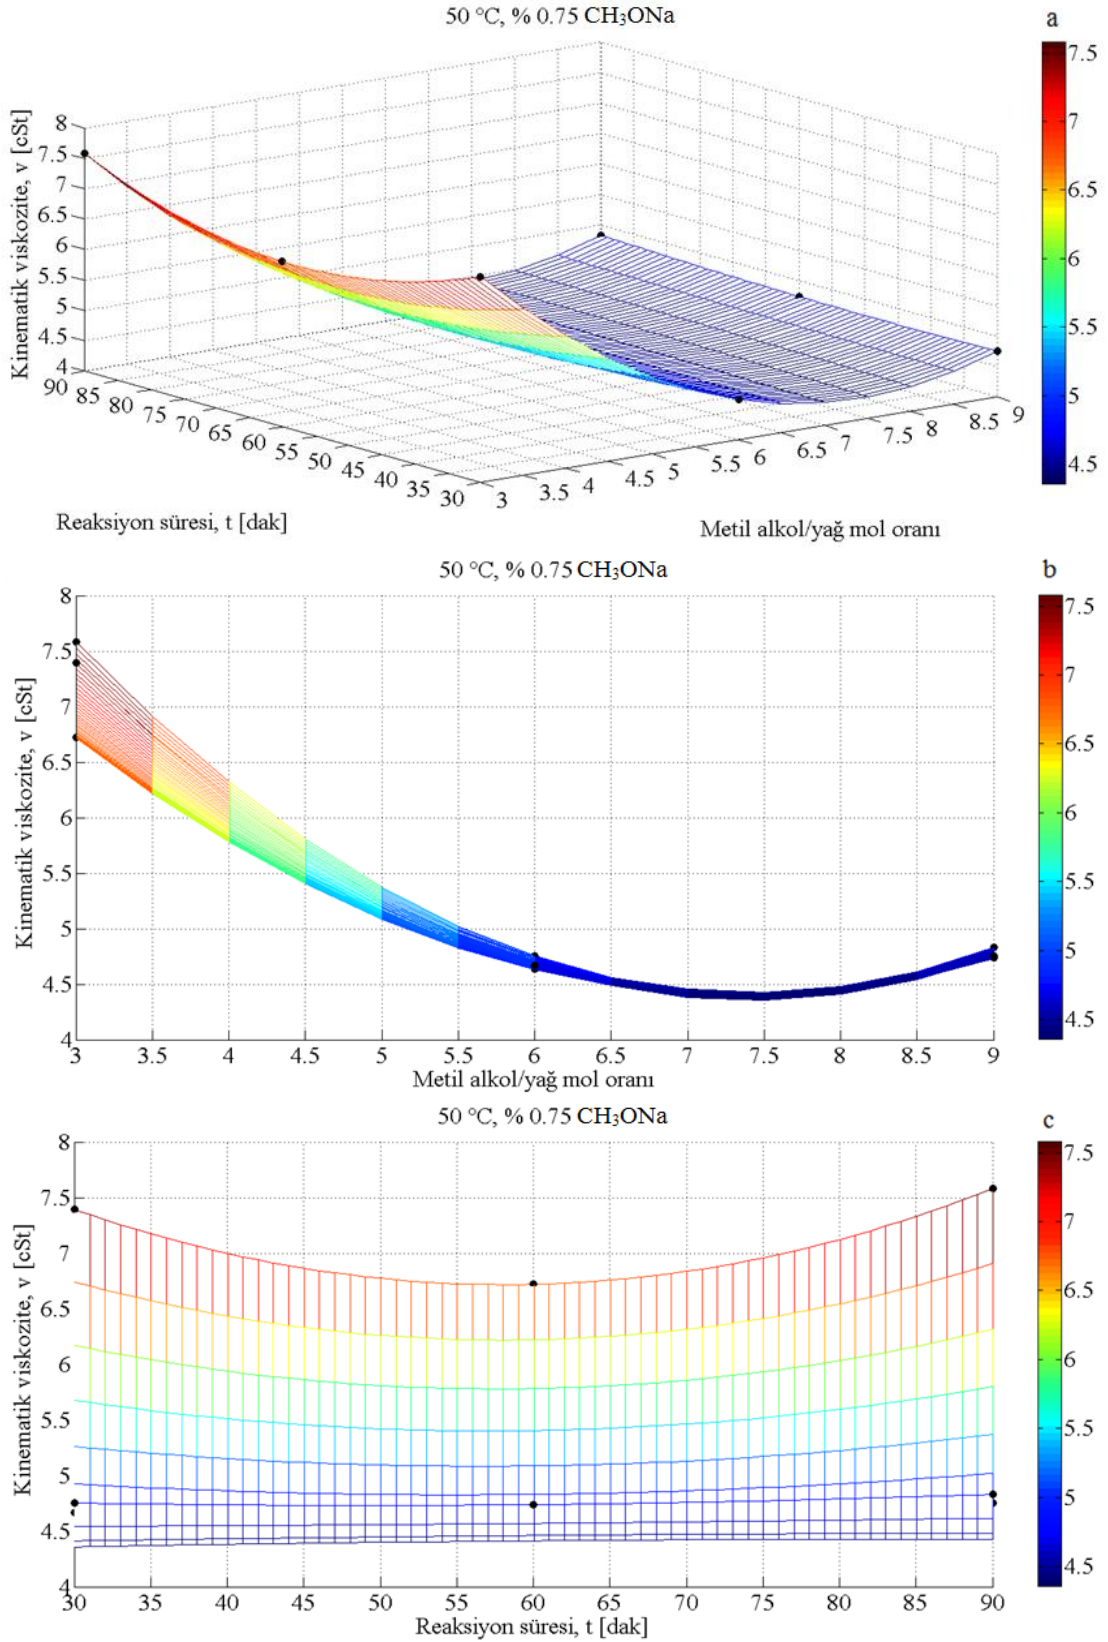 50 °C, % 0.75 CH₃ONa
a
Kinematik viskozite, v [cSt]
8
7.5
7
6.5
6
5.5
5
4.5
4
90 85 80 75 70 65 60 55 50 45 40 35 30
3 3.5 4 4.5 5 5.5 6 6.5 7 7.5 8 8.5 9
Reaksiyon süresi, t [dak]
Metil alkol/yağ mol oranı
7.5
7
6.5
6
5.5
5
4.5
50 °C, % 0.75 CH₃ONa
b
Kinematik viskozite, v [cSt]
8
7.5
7
6.5
6
5.5
5
4.5
4
3 3.5 4 4.5 5 5.5 6 6.5 7 7.5 8 8.5 9
Metil alkol/yağ mol oranı
7.5
7
6.5
6
5.5
5
4.5
50 °C, % 0.75 CH₃ONa
c
Kinematik viskozite, v [cSt]
8
7.5
7
6.5
6
5.5
5
4.5
4
30 35 40 45 50 55 60 65 70 75 80 85 90
Reaksiyon süresi, t [dak]
7.5
7
6.5
6
5.5
5
4.5